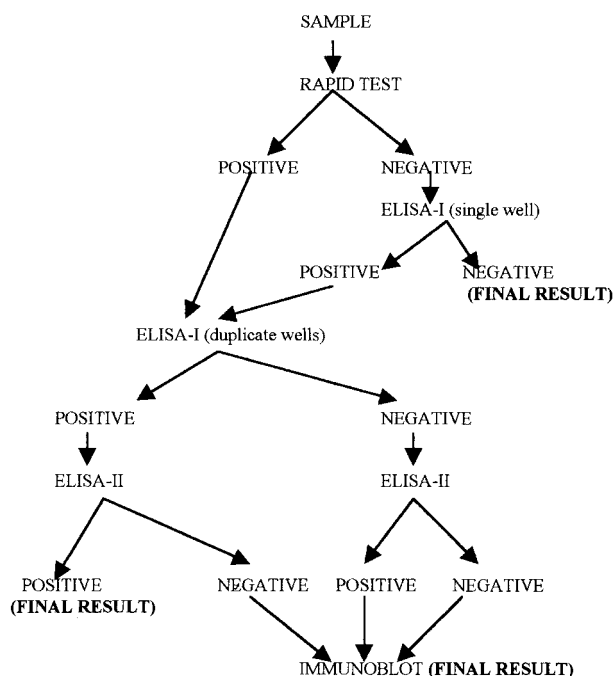 SAMPLE
RAPID TEST
POSITIVE NEGATIVE
ELISA-I (single well)
POSITIVE NEGATIVE
(FINAL RESULT)
ELISA-I (duplicate wells)
POSITIVE NEGATIVE
ELISA-II ELISA-II
POSITIVE NEGATIVE POSITIVE NEGATIVE
(FINAL RESULT)
IMMUNOBLOT (FINAL RESULT)